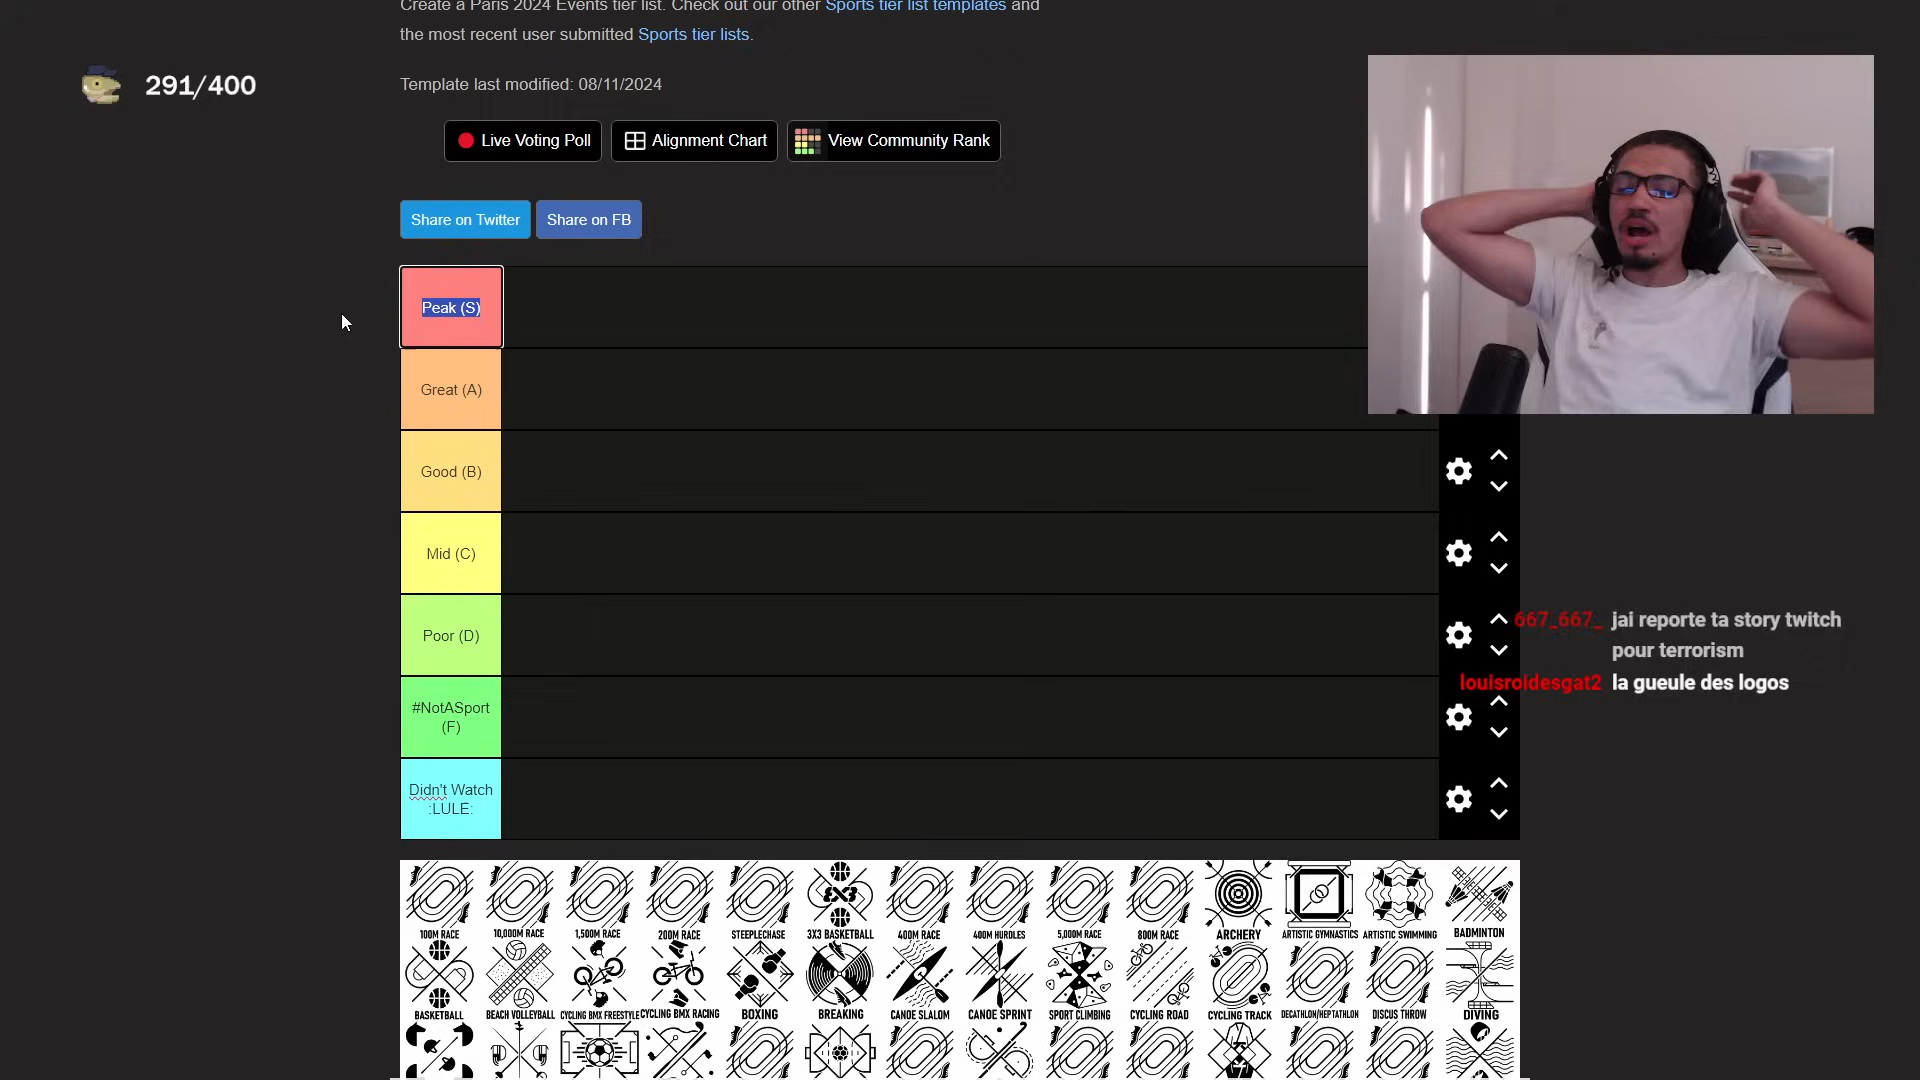 Create a Paris 2024 Events tier list. Check out our other Sports tier list templates and
the most recent user submitted Sports tier lists.
291/400
Template last modified: 08/11/2024
Live Voting Poll
Alignment Chart
View Community Rank
Share on Twitter
Share on FB
Peak (S)
Great (A)
Good (B)
Mid (C)
Poor (D)
#NotASport
(F)
Didn't Watch
:LULE:
667_667_ jai reporte ta story twitch
pour terrorism
louisroidesgat2 la gueule des logos
100M RACE
10,000M RACE
1,500M RACE
200M RACE
STEEPLECHASE
3X3
3X3 BASKETBALL
400M RACE
400M HURDLES
5,000M RACE
800M RACE
ARCHERY
ARTISTIC GYMNASTICS
ARTISTIC SWIMMING
BADMINTON
BASKETBALL
BEACH VOLLEYBALL
CYCLING BMX FREESTYLE
CYCLING BMX RACING
BOXING
BREAKING
CANOE SLALOM
CANOE SPRINT
SPORT CLIMBING
CYCLING ROAD
CYCLING TRACK
DECATHLON/HEPTATHLON
DISCUS THROW
DIVING